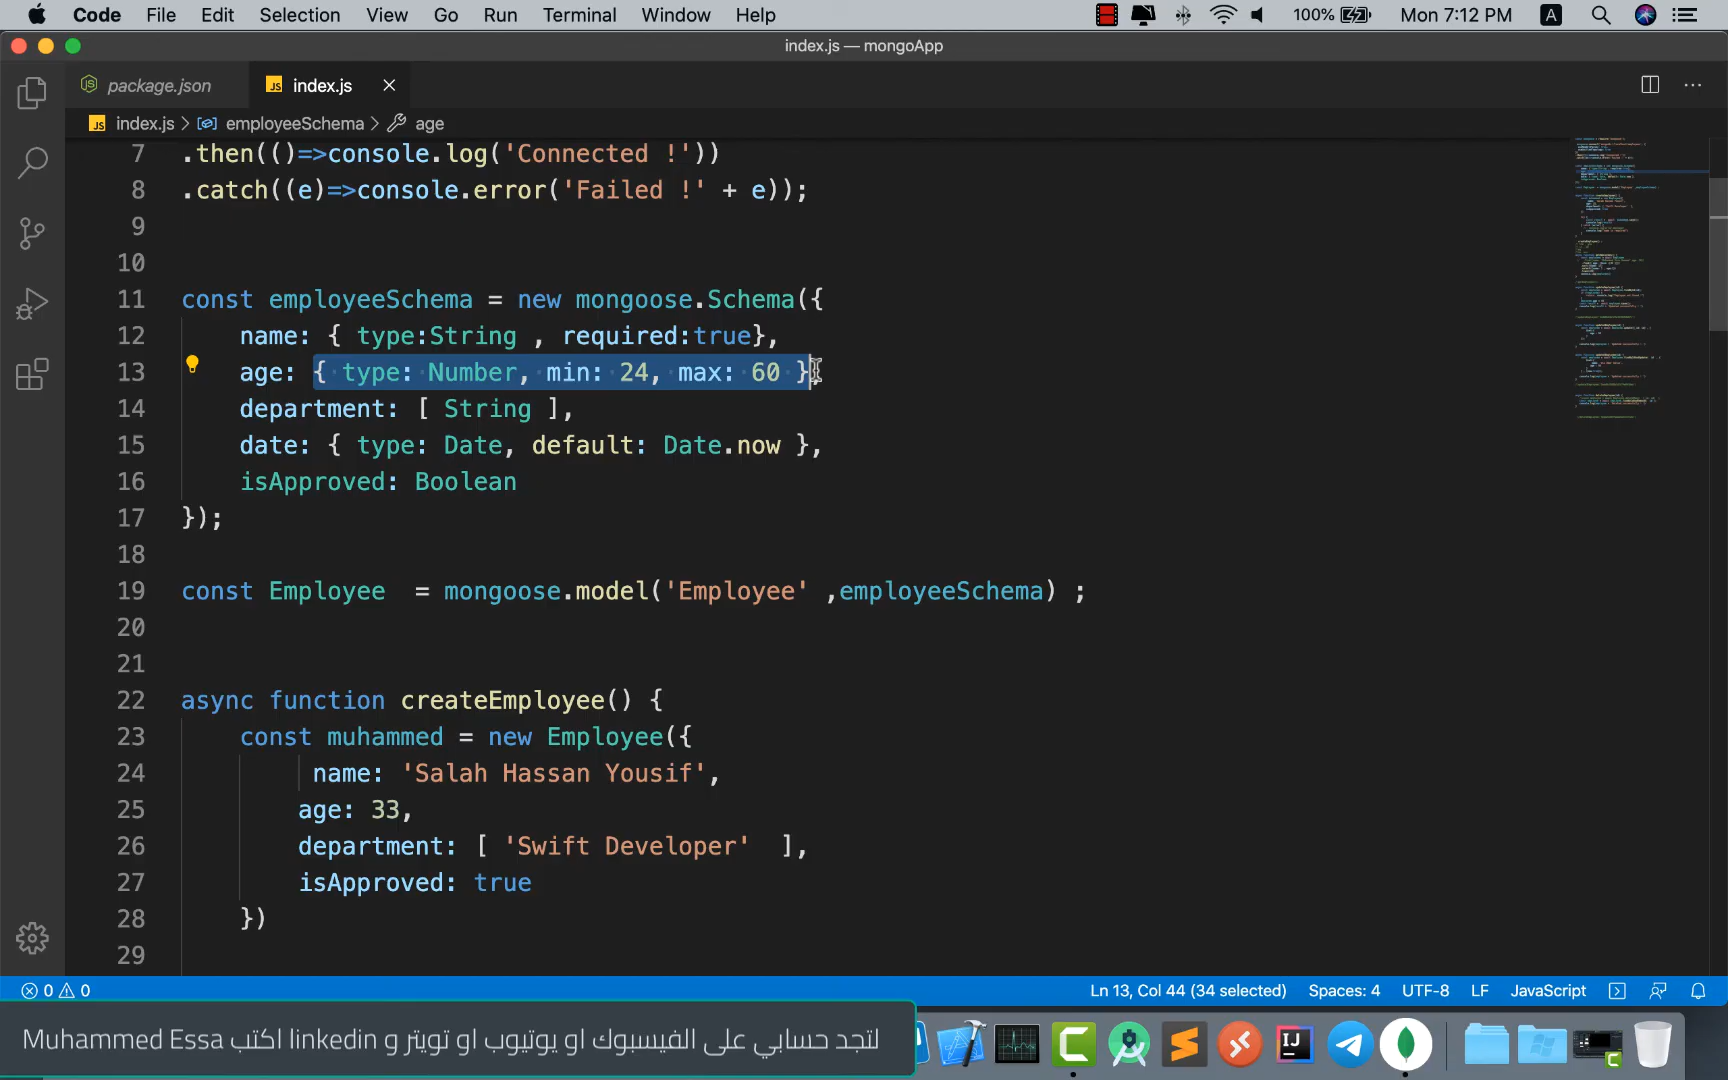 Code File Edit Selection View Go Run Terminal Window Help 100% Mon 7:12 PM A
index.js — mongoApp
package.json index.js
index.js > employeeSchema > age
7 .then(()=>console.log('Connected !'))
8 .catch((e)=>console.error('Failed !' + e));
9
10
11 const employeeSchema = new mongoose.Schema({
12 name: { type:String , required:true},
13 age: { type: Number, min: 24, max: 60 },
14 department: [ String ],
15 date: { type: Date, default: Date.now },
16 isApproved: Boolean
17 });
18
19 const Employee = mongoose.model('Employee' ,employeeSchema) ;
20
21
22 async function createEmployee() {
23 const muhammed = new Employee({
24 name: 'Salah Hassan Yousif',
25 age: 33,
26 department: [ 'Swift Developer' ],
27 isApproved: true
28 })
29
0 0 Ln 13, Col 44 (34 selected) Spaces: 4 UTF-8 LF JavaScript
لتجد حسابي على الفيسبوك او يوتيوب او تويتر و linkedin اكتب Muhammed Essa
IJ